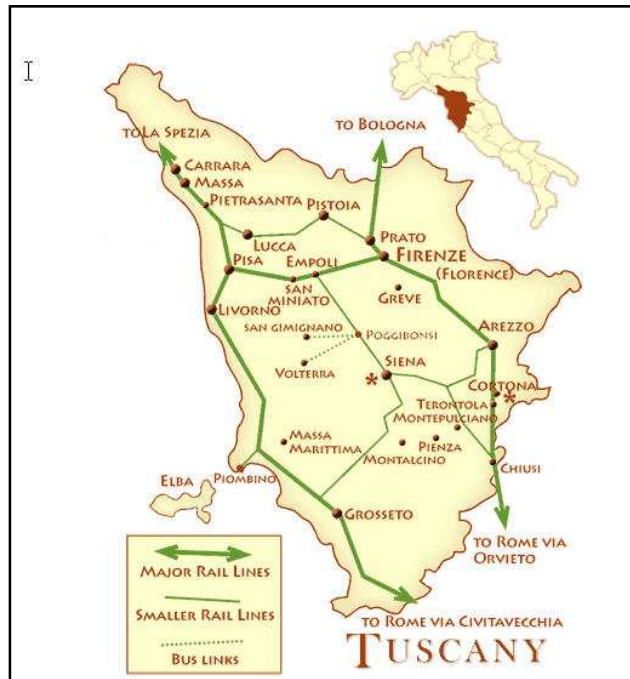 TO LA SPEZIA
TO BOLOGNA
CARRARA
MASSA
PIETRASANTA
PISTOIA
LUCCA
PRATO
PISA
EMPOLI
FIRENZE
(FLORENCE)
SAN
MINIATO
GREVE
LIVORNO
SAN GIMIGNANO
POGGIBONSI
AREZZO
SIENA
*
VOLTERRA
CORTONA
*
TERONTOLA
MONTEPULCIANO
MASSA
MARITTIMA
PIENZA
MONTALCINO
CHIUSI
ELBA
PIOMBINO
GROSSETO
TO ROME VIA
ORVIETO
MAJOR RAIL LINES
SMALLER RAIL LINES
BUS LINKS
TO ROME VIA CIVITAVECCHIA
TUSCANY